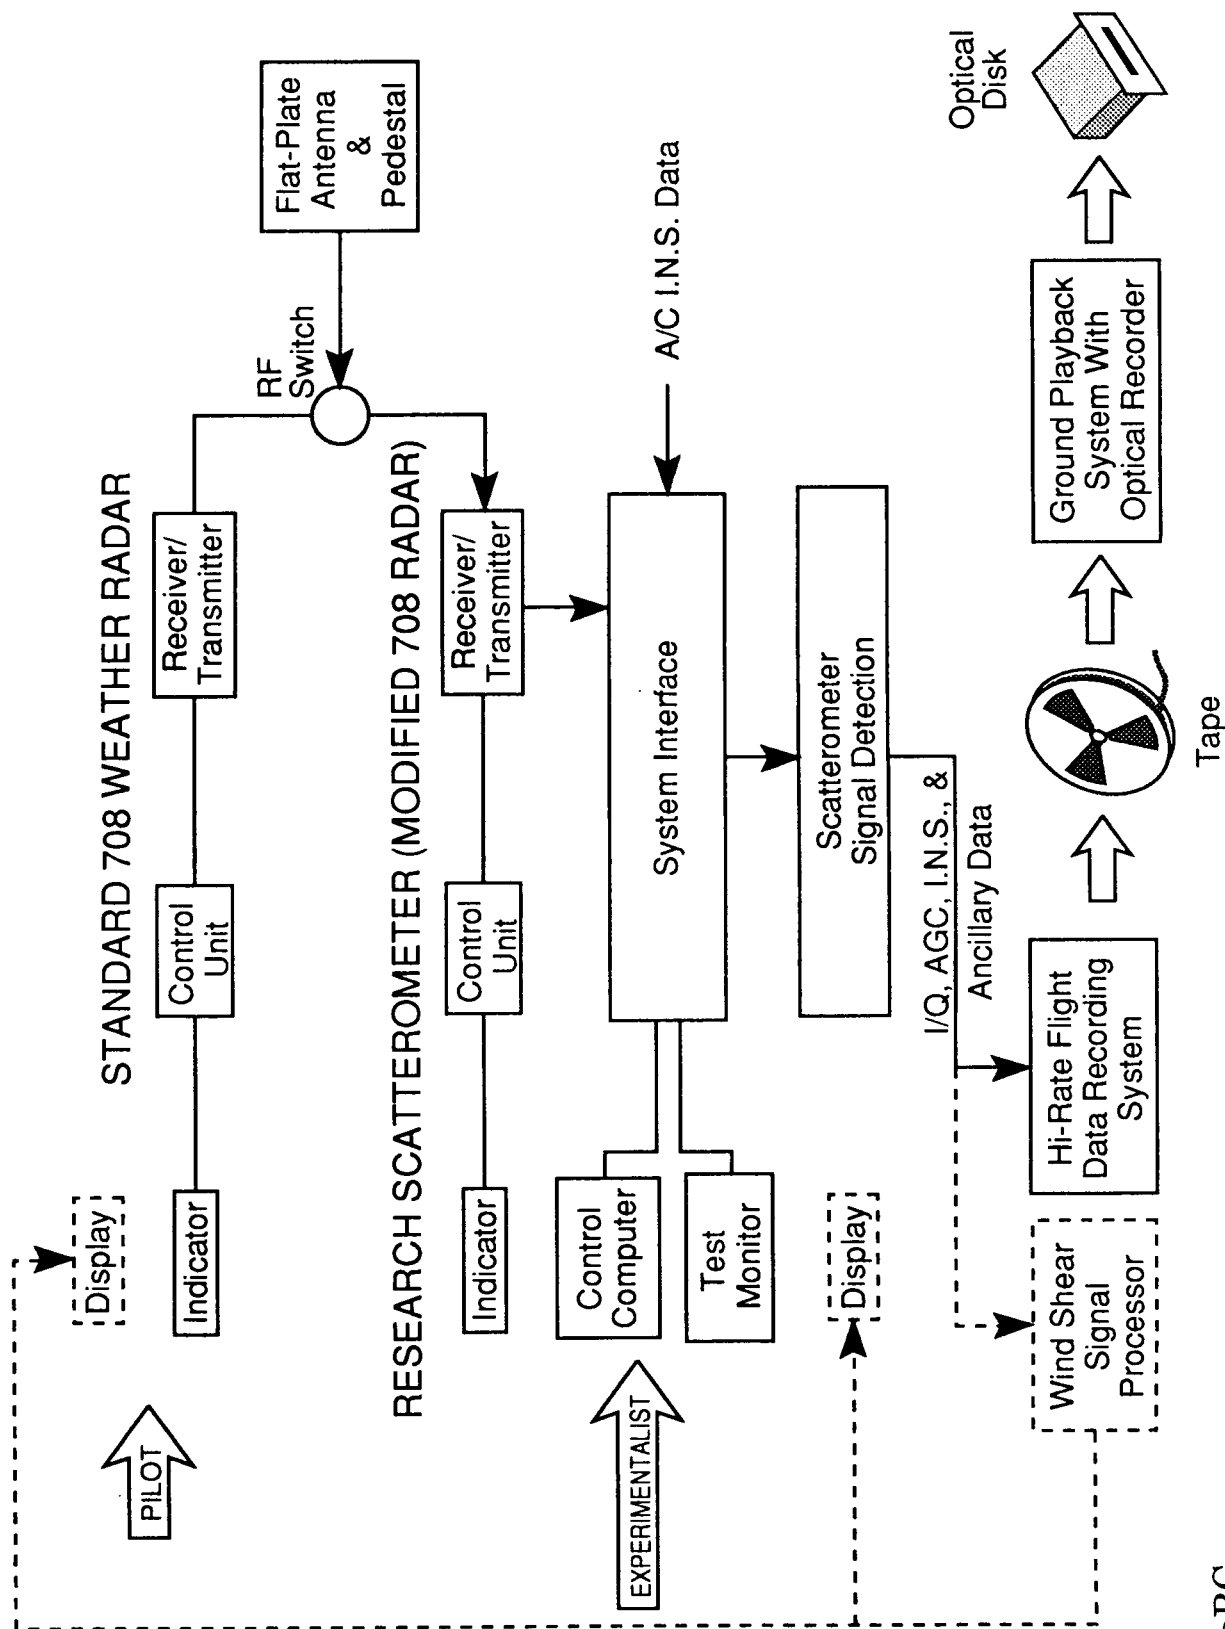 STANDARD 708 WEATHER RADAR
Display
Indicator
Control
Unit
Receiver/
Transmitter
PILOT
RF
Switch
Flat-Plate
Antenna
&
Pedestal
RESEARCH SCATTEROMETER (MODIFIED 708 RADAR)
Indicator
Control
Unit
Receiver/
Transmitter
EXPERIMENTALIST
Control
Computer
Test
Monitor
System Interface
A/C I.N.S. Data
Display
Scatterometer
Signal Detection
I/Q, AGC, I.N.S., &
Ancillary Data
Wind Shear
Signal
Processor
Hi-Rate Flight
Data Recording
System
Tape
Ground Playback
System With
Optical Recorder
Optical
Disk